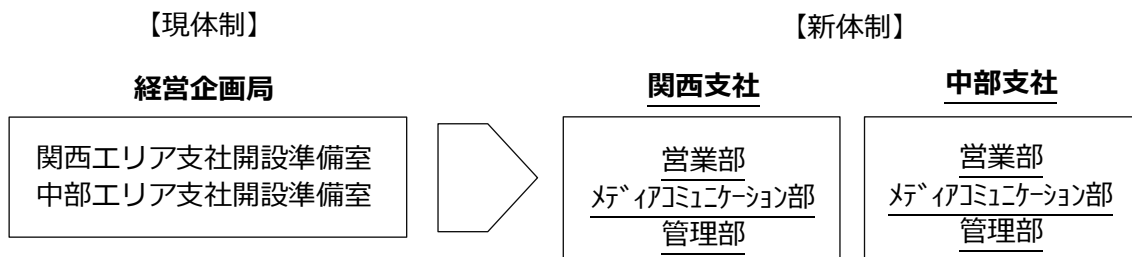 【現体制】
【新体制】
経営企画局
関西支社
中部支社
関西エリア支社開設準備室
中部エリア支社開設準備室
営業部
ﾒﾃﾞｨｱｺﾐｭﾆｹｰｼｮﾝ部
管理部
営業部
ﾒﾃﾞｨｱｺﾐｭﾆｹｰｼｮﾝ部
管理部